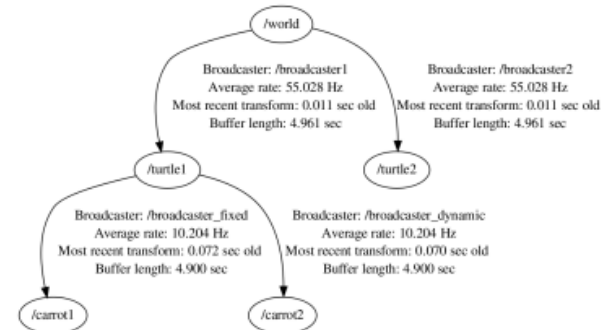 /world
Broadcaster: /broadcaster1
Average rate: 55.028 Hz
Most recent transform: 0.011 sec old
Buffer length: 4.961 sec
Broadcaster: /broadcaster2
Average rate: 55.028 Hz
Most recent transform: 0.011 sec old
Buffer length: 4.961 sec
/turtle1
/turtle2
Broadcaster: /broadcaster_fixed
Average rate: 10.204 Hz
Most recent transform: 0.072 sec old
Buffer length: 4.900 sec
Broadcaster: /broadcaster_dynamic
Average rate: 10.204 Hz
Most recent transform: 0.070 sec old
Buffer length: 4.900 sec
/carrot1
/carrot2